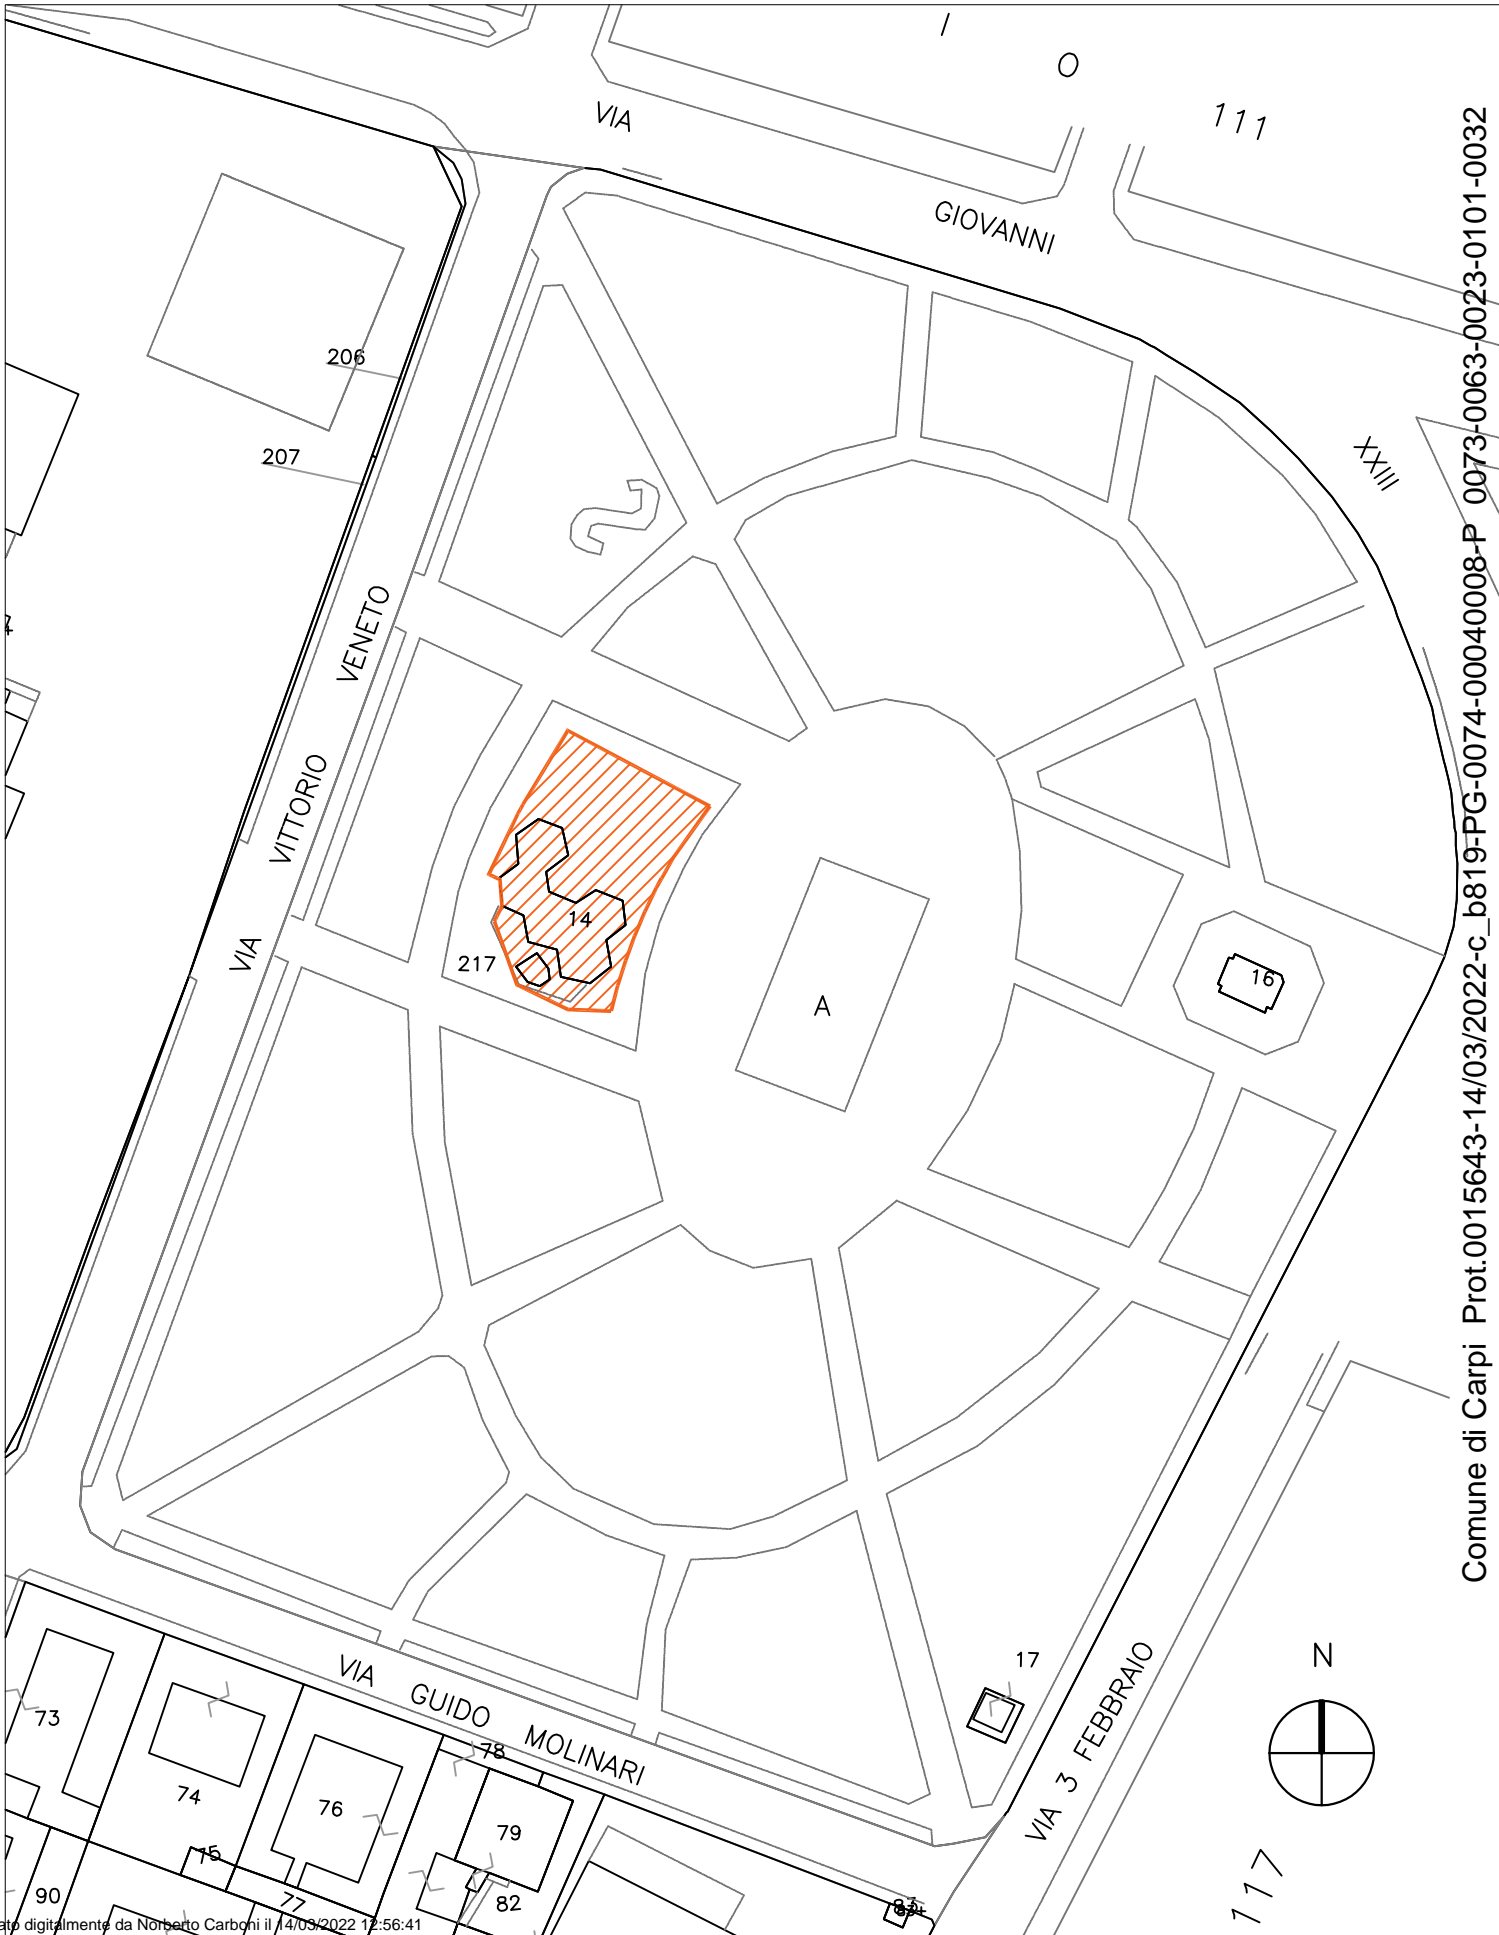 I
O
111
VIA
GIOVANNI
XXIII
206
207
VENETO
VITTORIO
VIA
14
217
A
16
17
VIA GUIDO MOLINARI
VIA 3 FEBBRAIO
N
117
73
74
75
76
77
78
79
82
90
Comune di Carpi Prot.0015643-14/03/2022-c_b819-PG-0074-00040008-P 0073-0063-0023-0101-0032
digitalmente da Norberto Carboni il 14/03/2022 12:56:41